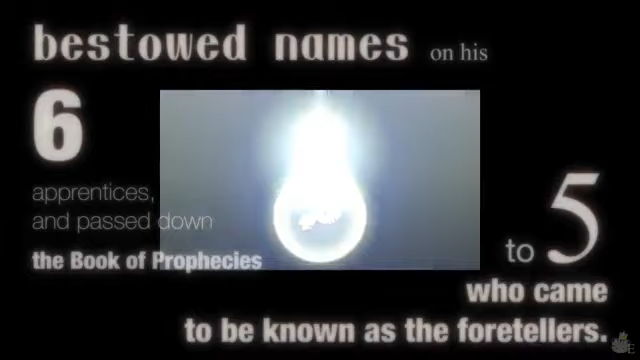 bestowed names on his
6
apprentices,
and passed down
the Book of Prophecies
to 5
who came
to be known as the foretellers.